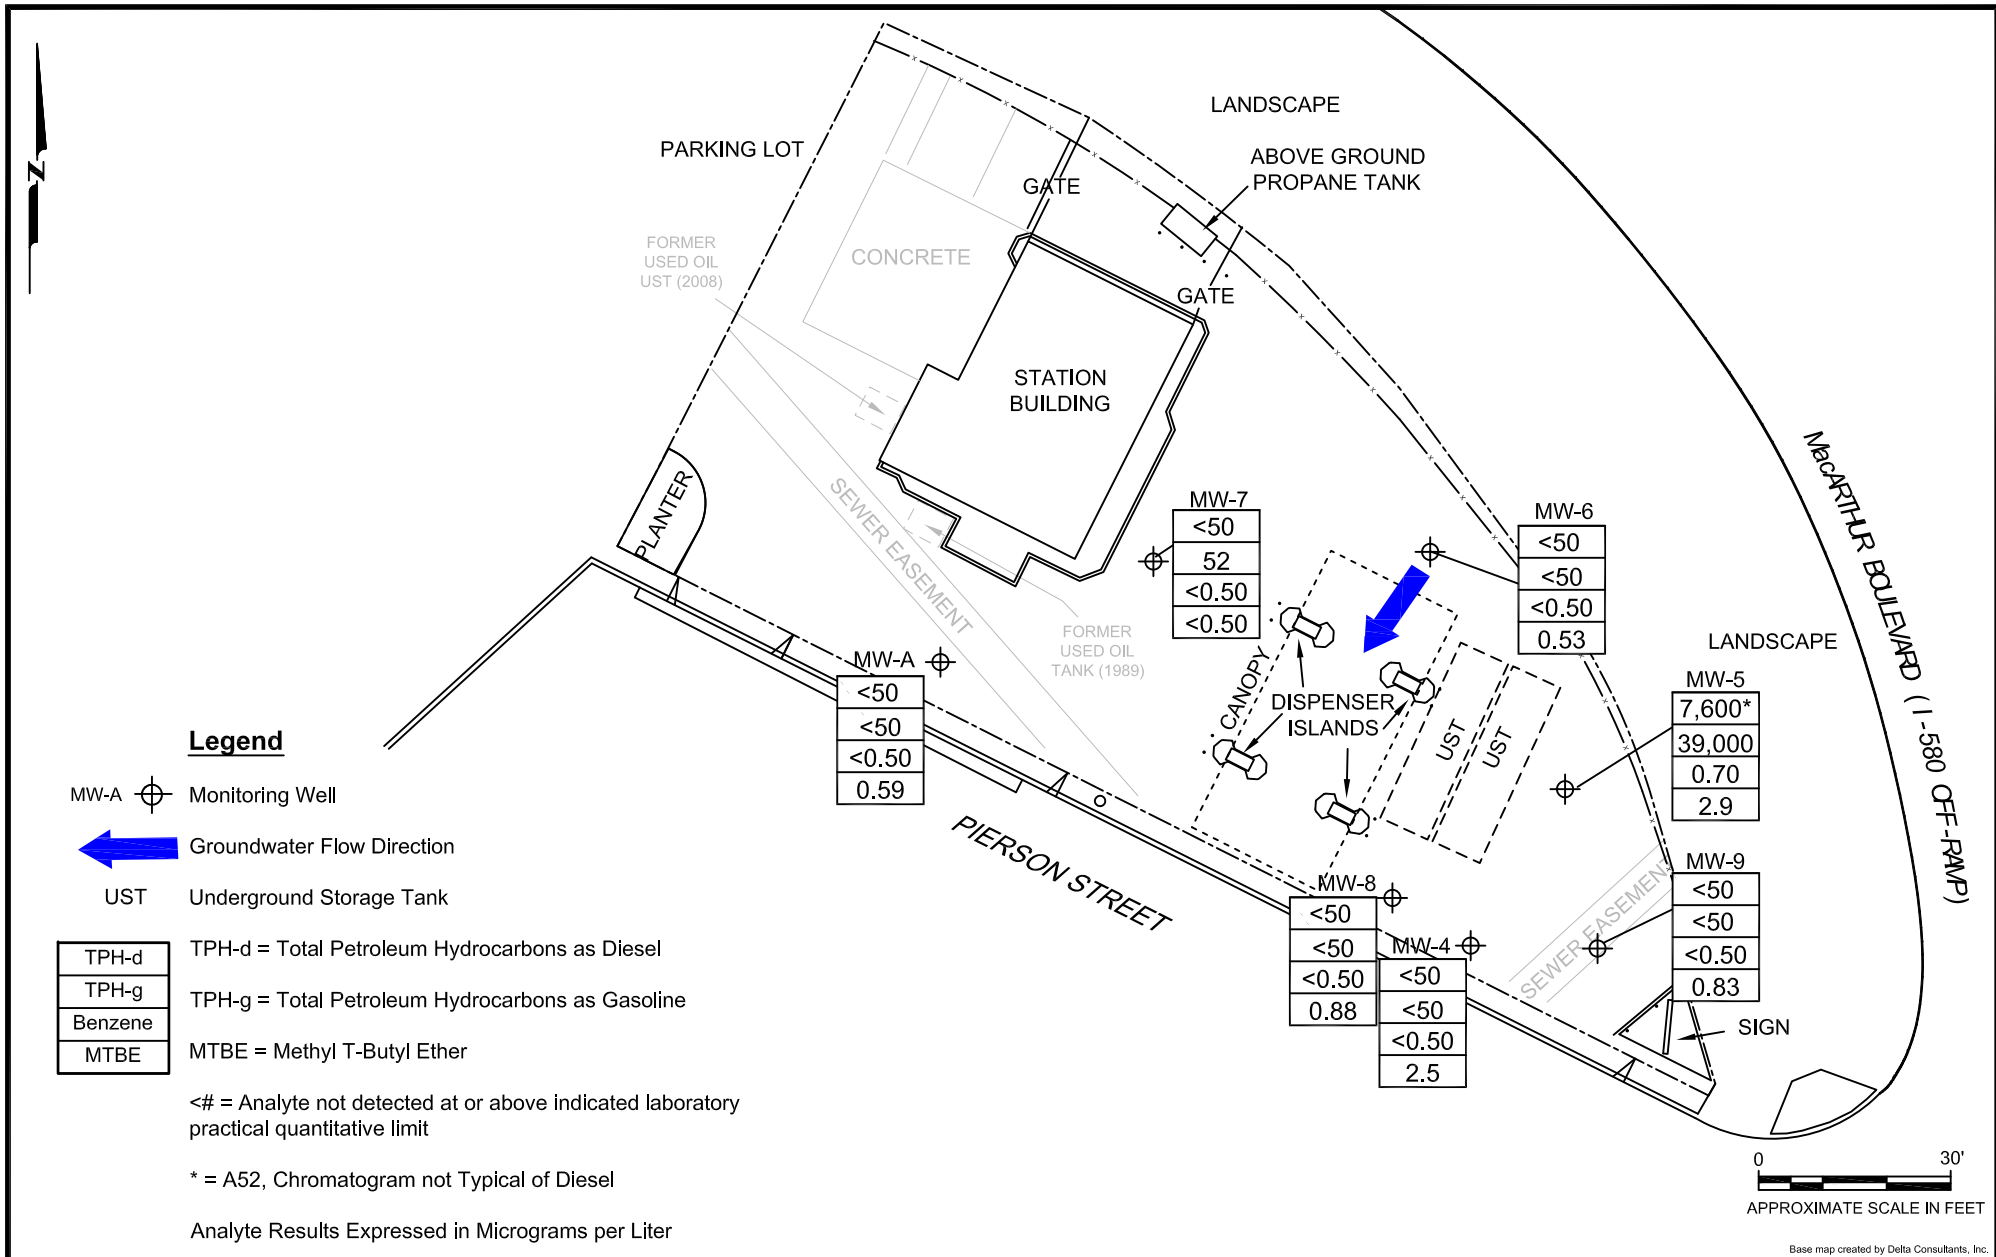 LANDSCAPE
PARKING LOT
ABOVE GROUND
PROPANE TANK
GATE
FORMER
USED OIL
UST (2008)
CONCRETE
GATE
STATION
BUILDING
N
PLANTER
SEWER EASEMENT
FORMER
USED OIL
TANK (1989)
MW-7
<50
52
<0.50
<0.50
MW-6
<50
<50
<0.50
0.53
MacARTHUR BOULEVARD (I-580 OFF-RAMP)
LANDSCAPE
MW-5
7,600*
39,000
0.70
2.9
MW-A
<50
<50
<0.50
0.59
CANOPY
DISPENSER
ISLANDS
UST
UST
PIERSON STREET
MW-8
<50
<50
<0.50
0.88
MW-4
<50
<50
<0.50
2.5
MW-9
<50
<50
<0.50
0.83
SEWER EASEMENT
SIGN
Legend
MW-A Monitoring Well
Groundwater Flow Direction
UST Underground Storage Tank
TPH-d
TPH-g
Benzene
MTBE
TPH-d = Total Petroleum Hydrocarbons as Diesel
TPH-g = Total Petroleum Hydrocarbons as Gasoline
MTBE = Methyl T-Butyl Ether
<# = Analyte not detected at or above indicated laboratory
practical quantitative limit
* = A52, Chromatogram not Typical of Diesel
Analyte Results Expressed in Micrograms per Liter
0 30'
APPROXIMATE SCALE IN FEET
Base map created by Delta Consultants, Inc.